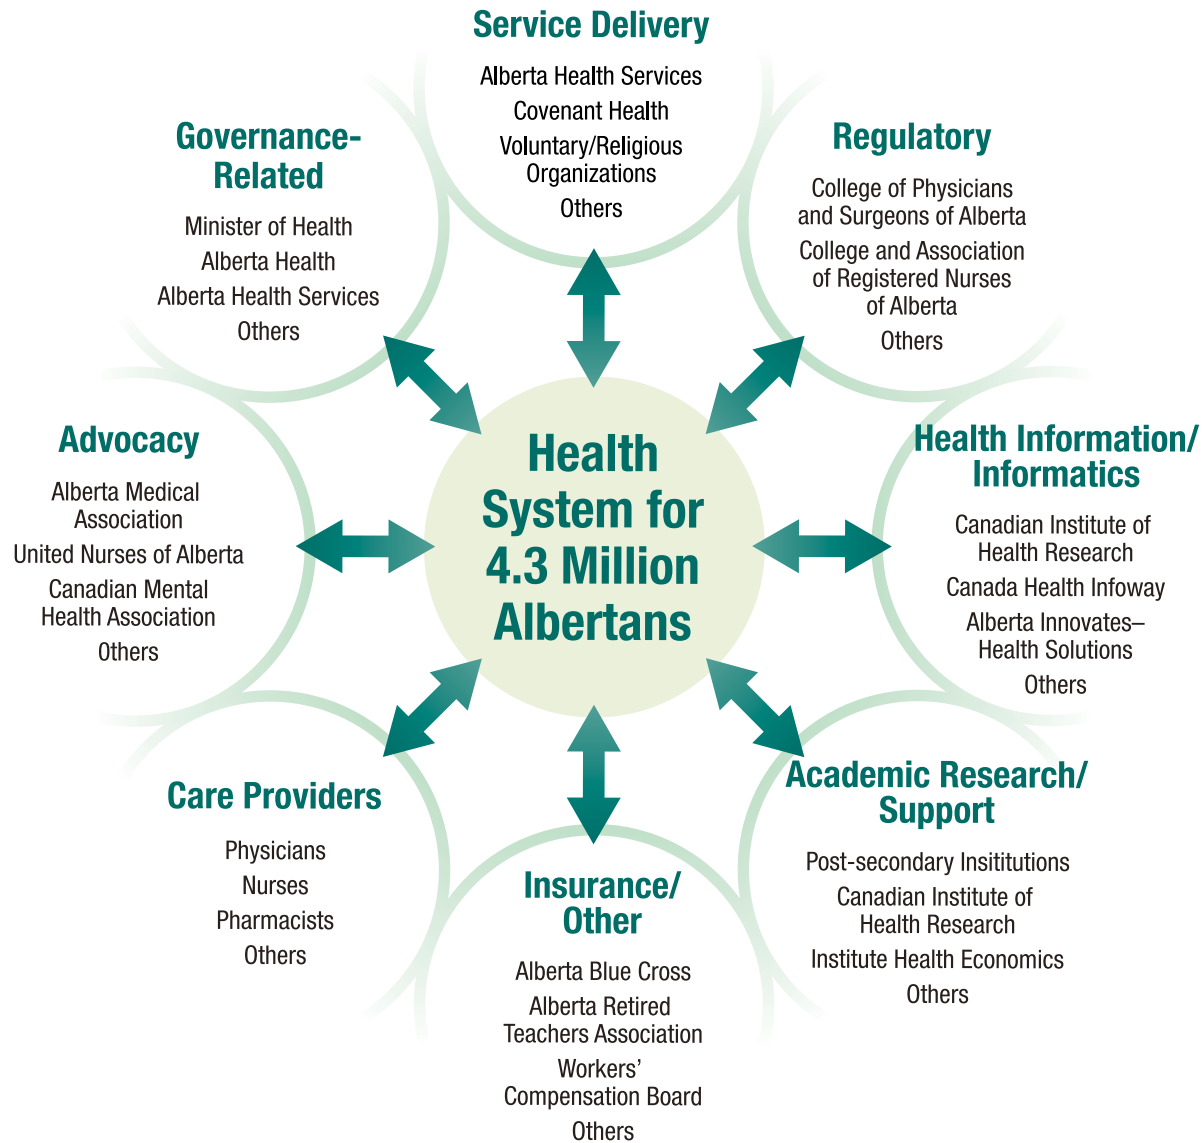 Service Delivery
Alberta Health Services
Covenant Health
Voluntary/Religious
Organizations
Others
Governance-
Related
Minister of Health
Alberta Health
Alberta Health Services
Others
Regulatory
College of Physicians
and Surgeons of Alberta
College and Association
of Registered Nurses
of Alberta
Others
Advocacy
Alberta Medical
Association
United Nurses of Alberta
Canadian Mental
Health Association
Others
Health
System for
4.3 Million
Albertans
Health Information/
Informatics
Canadian Institute of
Health Research
Canada Health Infoway
Alberta Innovates–
Health Solutions
Others
Care Providers
Physicians
Nurses
Pharmacists
Others
Insurance/
Other
Alberta Blue Cross
Alberta Retired
Teachers Association
Workers’
Compensation Board
Others
Academic Research/
Support
Post-secondary Insititutions
Canadian Institute of
Health Research
Institute Health Economics
Others